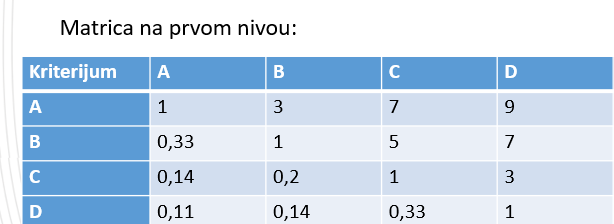 Matrica na prvom nivou:
Kriterijum A B C D
A 1 3 7 9
B 0,33 1 5 7
C 0,14 0,2 1 3
D 0,11 0,14 0,33 1